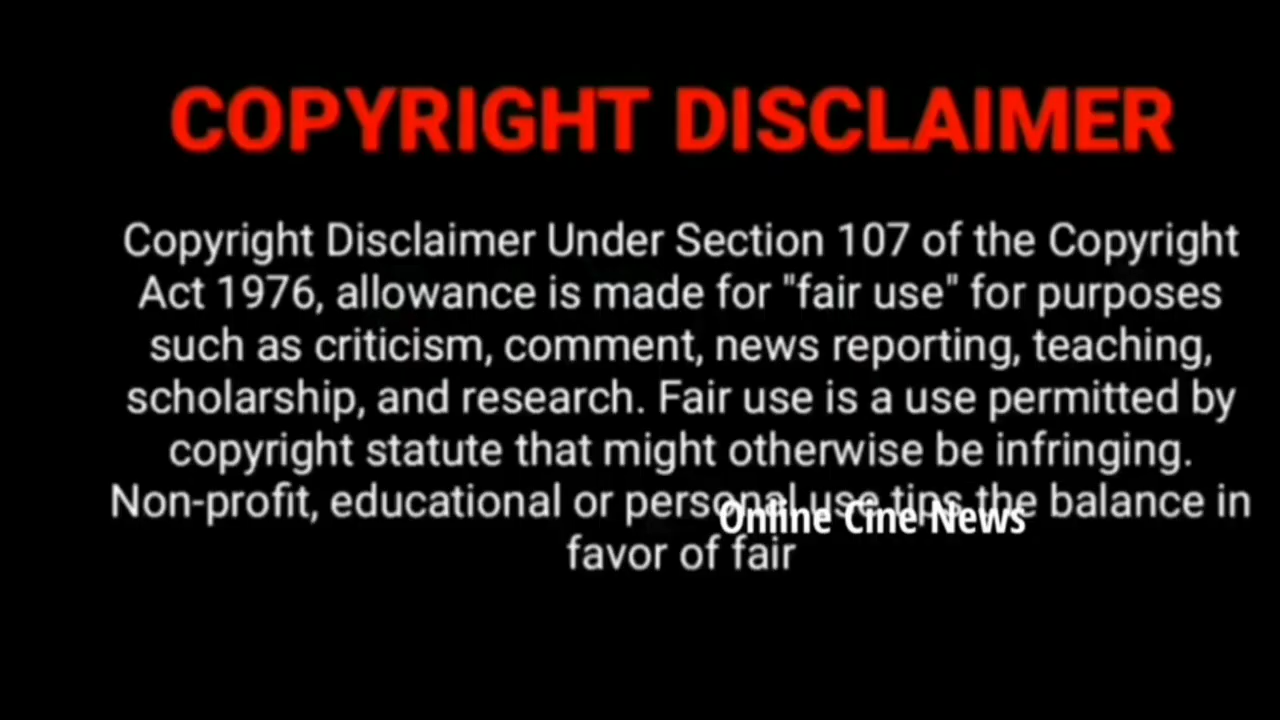 COPYRIGHT DISCLAIMER
Copyright Disclaimer Under Section 107 of the Copyright
Act 1976, allowance is made for "fair use" for purposes
such as criticism, comment, news reporting, teaching,
scholarship, and research. Fair use is a use permitted by
copyright statute that might otherwise be infringing.
Non-profit, educational or personal use tips the balance in
Online Cine News
favor of fair